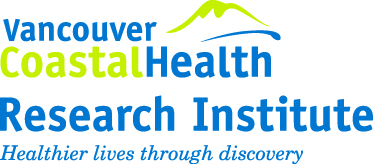 Vancouver
CoastalHealth
Research Institute
Healthier lives through discovery